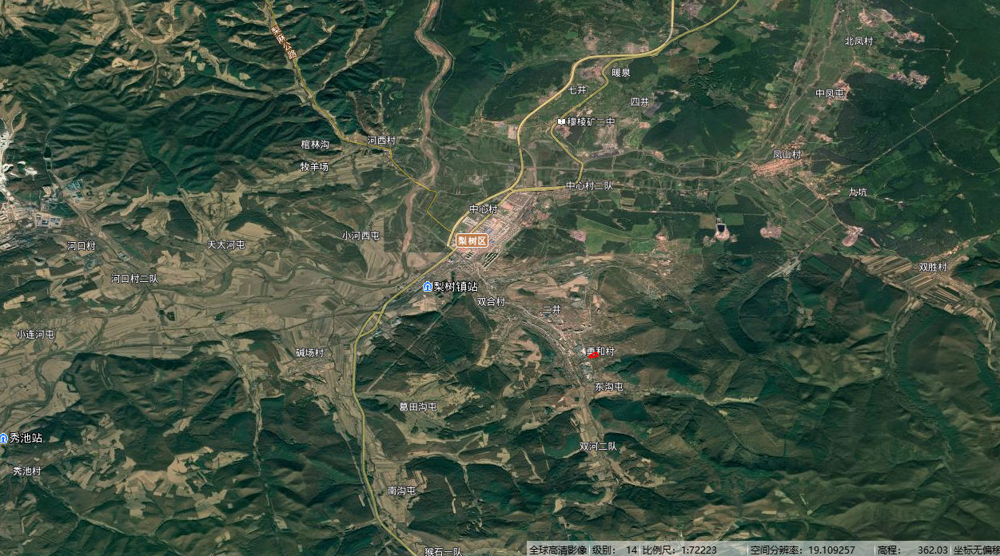 梨麻公路
北凤村
暖泉
七井
中凤屯
四井
穆棱矿二中
河西村
棺林沟
凤山村
牧羊场
中心村二队
九坑
中心村
小河西屯
梨树区
天太河屯
河口村
双胜村
河口村二队
梨树镇站
双合村
二井
小连河屯
碱场村
勇和村
东沟屯
葛田沟屯
秀池站
双河二队
秀池村
南沟屯
猴石一队
全球高清影像 级别： 14 比例尺： 1:72223 空间分辨率： 19.109257 高程： 362.03 坐标无偏移